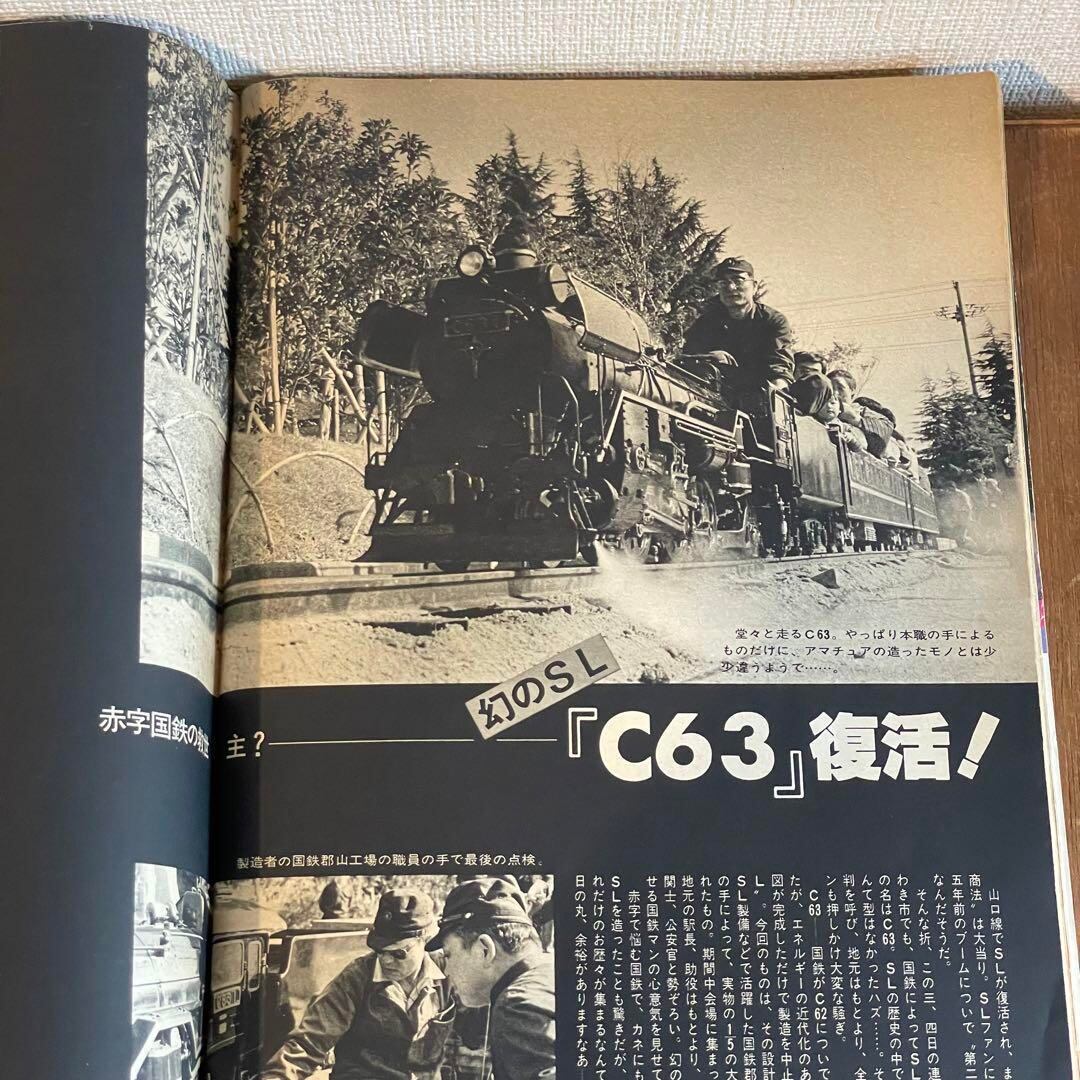 堂々と走るC63。やっぱり本職の手による
ものだけに、アマチュアの造ったモノとは少
少違うようで……。
幻のSL
赤字国鉄の救世主?
『C63』復活!
製造者の国鉄郡山工場の職員の手で最後の点検。
山口線でSLが復活され、ま
商法〟は大当り。SLファンに
五年前のブームについで〝第二
なんだそうだ。
そんな折、この三、四日の連
わき市でも、国鉄によってSL
の名はC63。SLの歴史の中で
んて型はなかったハズ……。そ
判を呼び、地元はもとより、全
ンも押しかけ大変な騒ぎ。
C63――国鉄がC62について
たが、エネルギーの近代化のあ
図が完成しただけで製造を中止
L〟。今回のものは、その設計
SL製備などで活躍した国鉄郡
の手によって、実物の1/5の大
れたもの。期間中会場に集まっ
地元の駅長、助役はもとより、
関士、公安官と勢ぞろい。幻の
せる国鉄マンの心意気を見せて
赤字で悩む国鉄で、カネにも
SLを造ったことも驚きだが、
れだけのお歴々が集まるなんて
日の丸、余裕がありますなあ